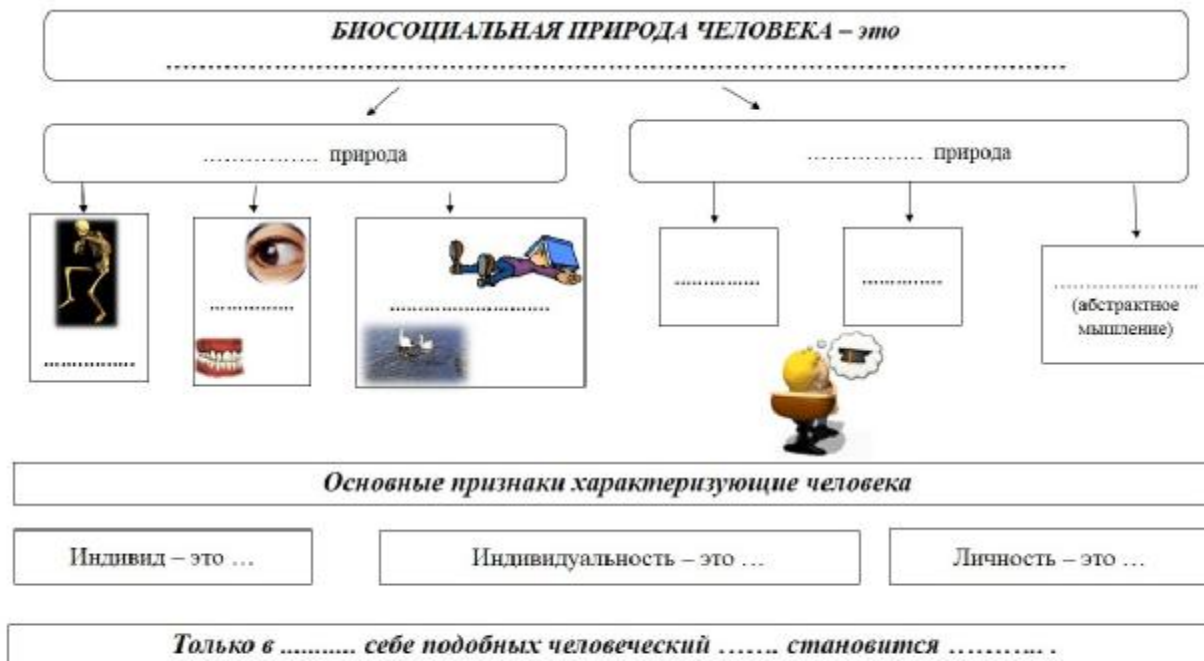 БИОСОЦИАЛЬНАЯ ПРИРОДА ЧЕЛОВЕКА – это
..........................................................................................................
................ природа
................ природа
................
...............
............................
...............
..............
..........................
(абстрактное
мышление)
Основные признаки характеризующие человека
Индивид – это …
Индивидуальность – это …
Личность – это …
Только в ........... себе подобных человеческий ....... становится .......... .